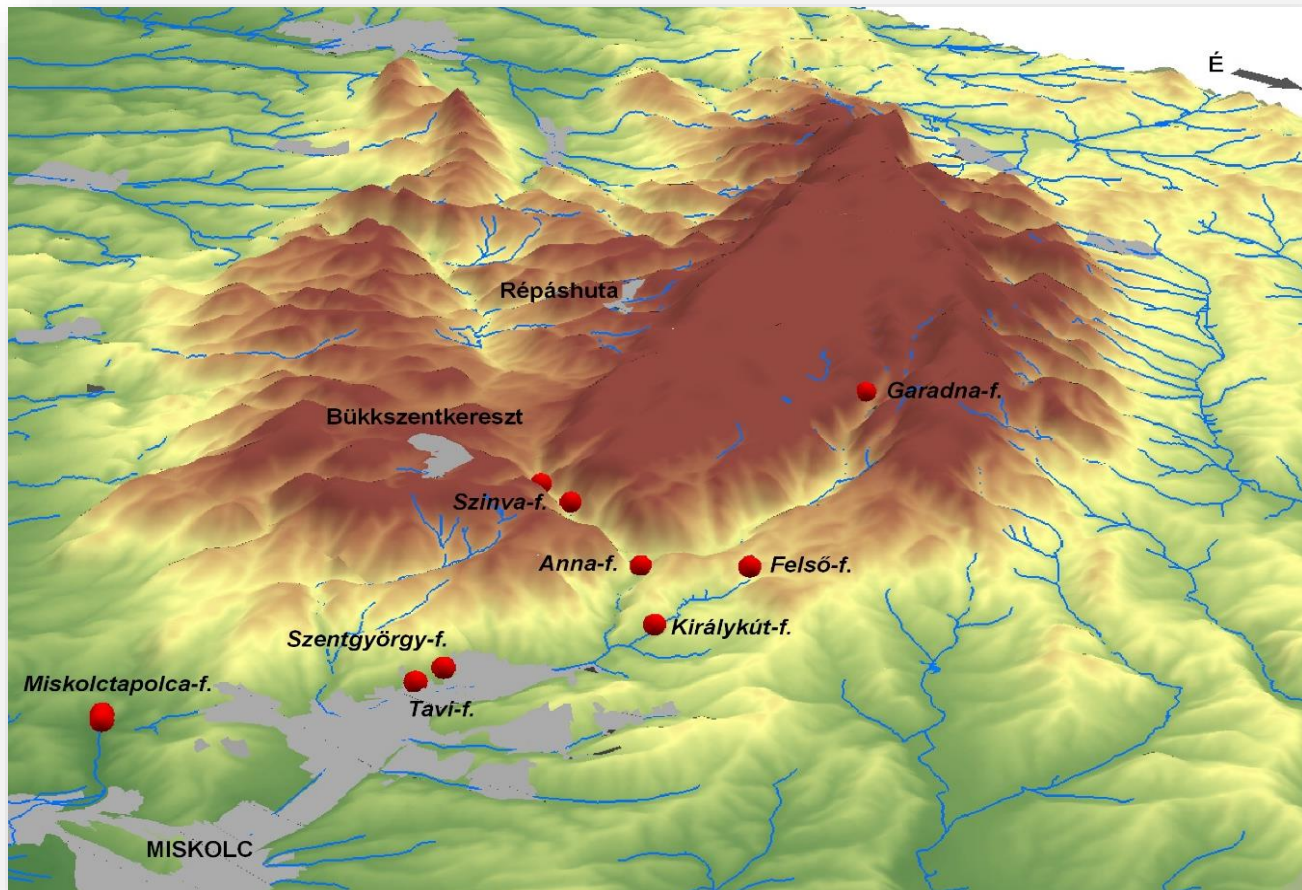 É
Répáshuta
Garadna-f.
Bükkszentkereszt
Szinva-f.
Anna-f.
Felső-f.
Királykút-f.
Szentgyörgy-f.
Miskolctapolca-f.
Tavi-f.
MISKOLC